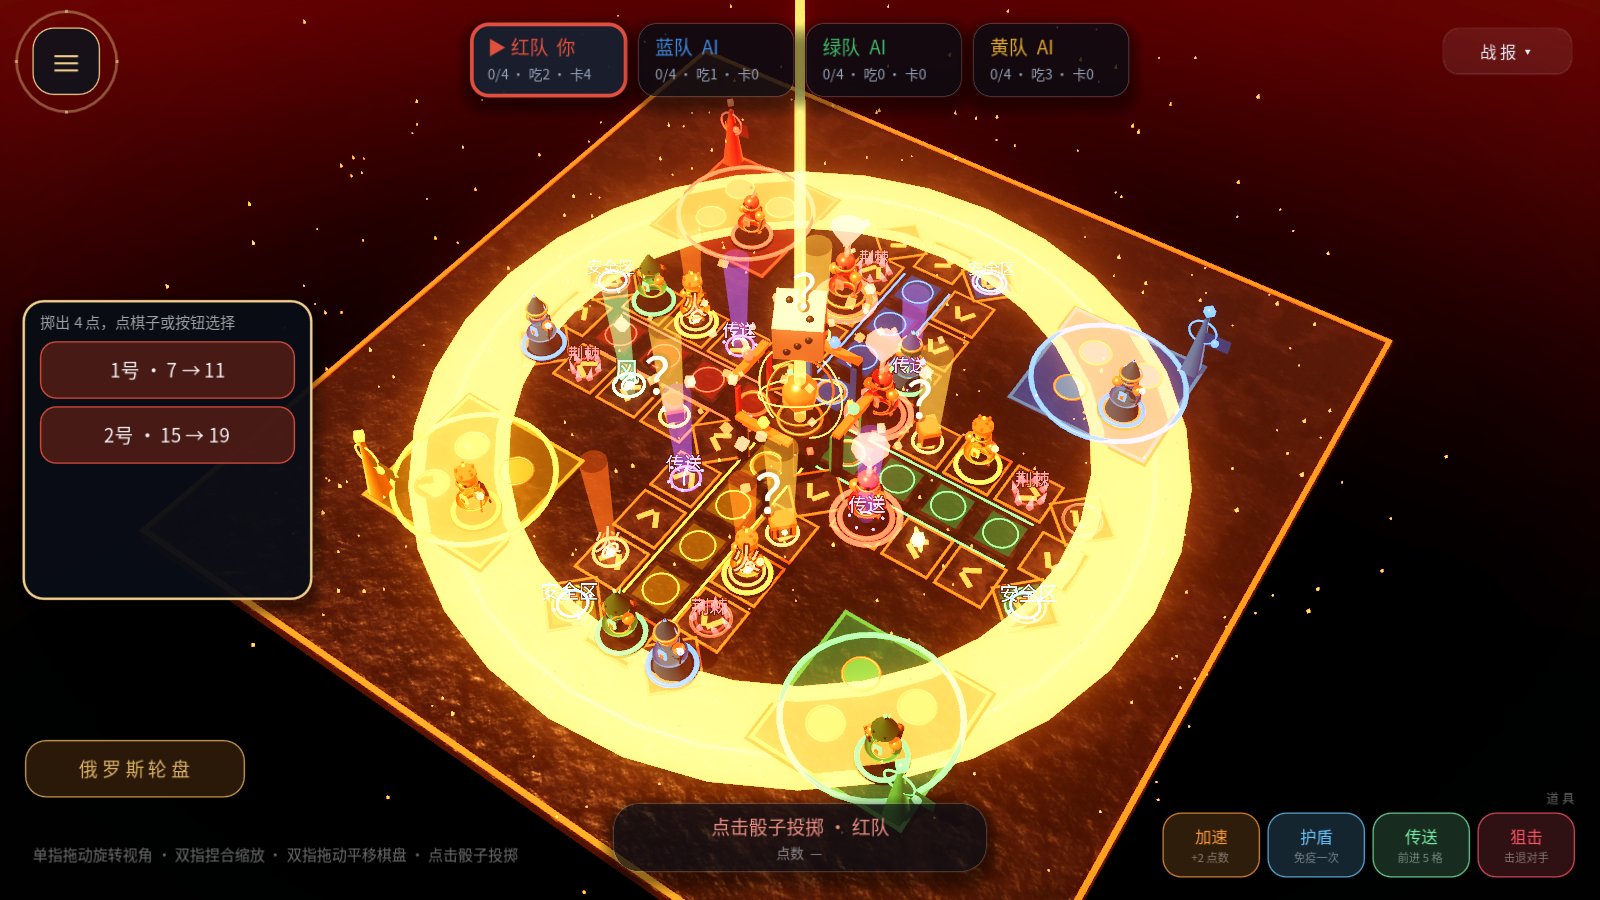 ▶ 红队 你
0/4 · 吃2 · 卡4
蓝队 AI
0/4 · 吃1 · 卡0
绿队 AI
0/4 · 吃0 · 卡0
黄队 AI
0/4 · 吃3 · 卡0
战报 ▾
掷出 4 点，点棋子或按钮选择
1号 · 7→11
2号 · 15→19
安全区
荆棘
安全区
传送
荆棘
风
?
?
传送
?
传送
荆棘
?
传送
火
火
安全区
荆棘
安全区
俄罗斯轮盘
单指拖动旋转视角 · 双指捏合缩放 · 双指拖动平移棋盘 · 点击骰子投掷
点击骰子投掷 · 红队
点数 —
道具
加速
+2 点数
护盾
免疫一次
传送
前进 5 格
狙击
击退对手